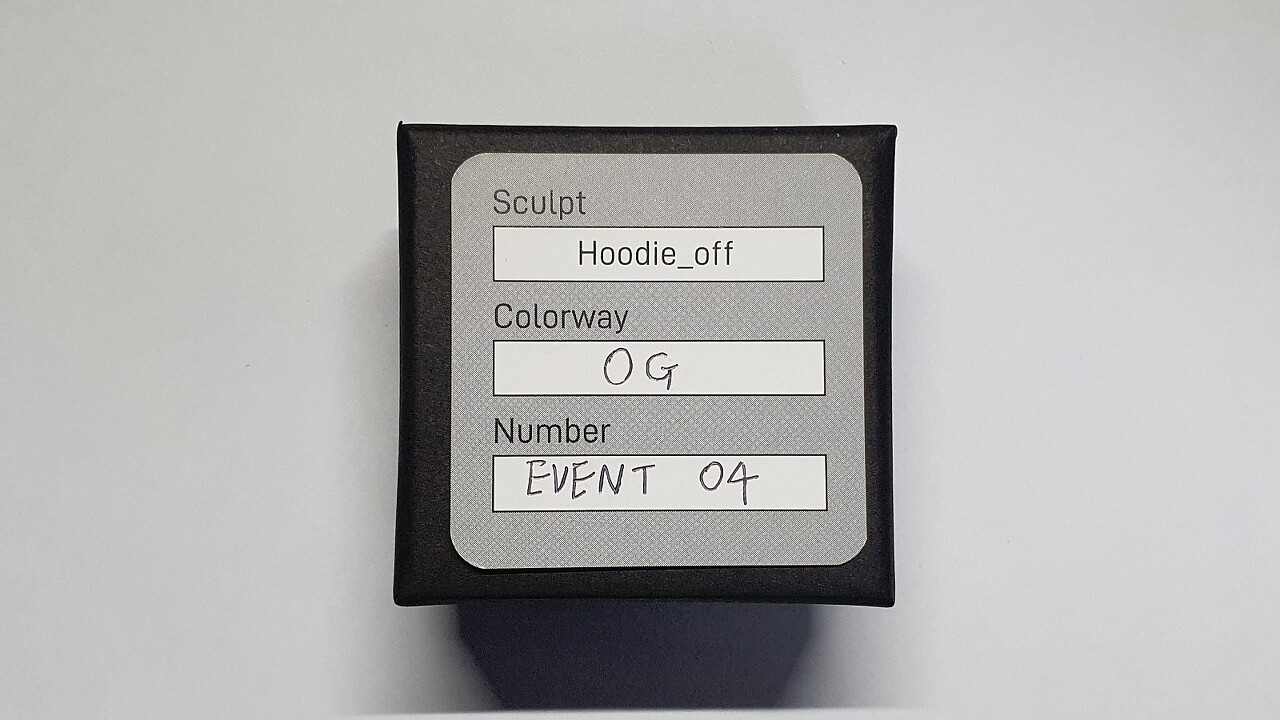 Sculpt
Hoodie_off
Colorway
OG
Number
EVENT 04